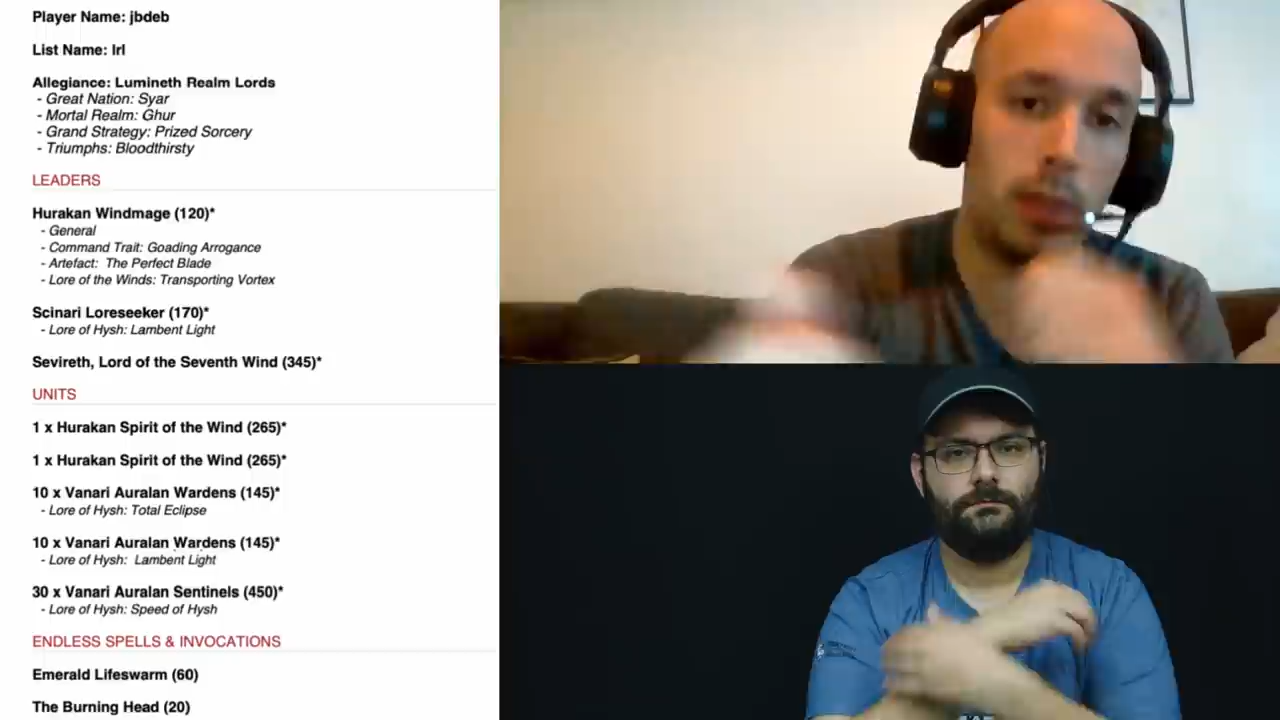 Player Name: jbdeb
List Name: lrl
Allegiance: Lumineth Realm Lords
- Great Nation: Syar
- Mortal Realm: Ghur
- Grand Strategy: Prized Sorcery
- Triumphs: Bloodthirsty
LEADERS
Hurakan Windmage (120)*
- General
- Command Trait: Goading Arrogance
- Artefact: The Perfect Blade
- Lore of the Winds: Transporting Vortex
Scinari Loreseeker (170)*
- Lore of Hysh: Lambent Light
Sevireth, Lord of the Seventh Wind (345)*
UNITS
1 x Hurakan Spirit of the Wind (265)*
1 x Hurakan Spirit of the Wind (265)*
10 x Vanari Auralan Wardens (145)*
- Lore of Hysh: Total Eclipse
10 x Vanari Auralan Wardens (145)*
- Lore of Hysh: Lambent Light
30 x Vanari Auralan Sentinels (450)*
- Lore of Hysh: Speed of Hysh
ENDLESS SPELLS & INVOCATIONS
Emerald Lifeswarm (60)
The Burning Head (20)